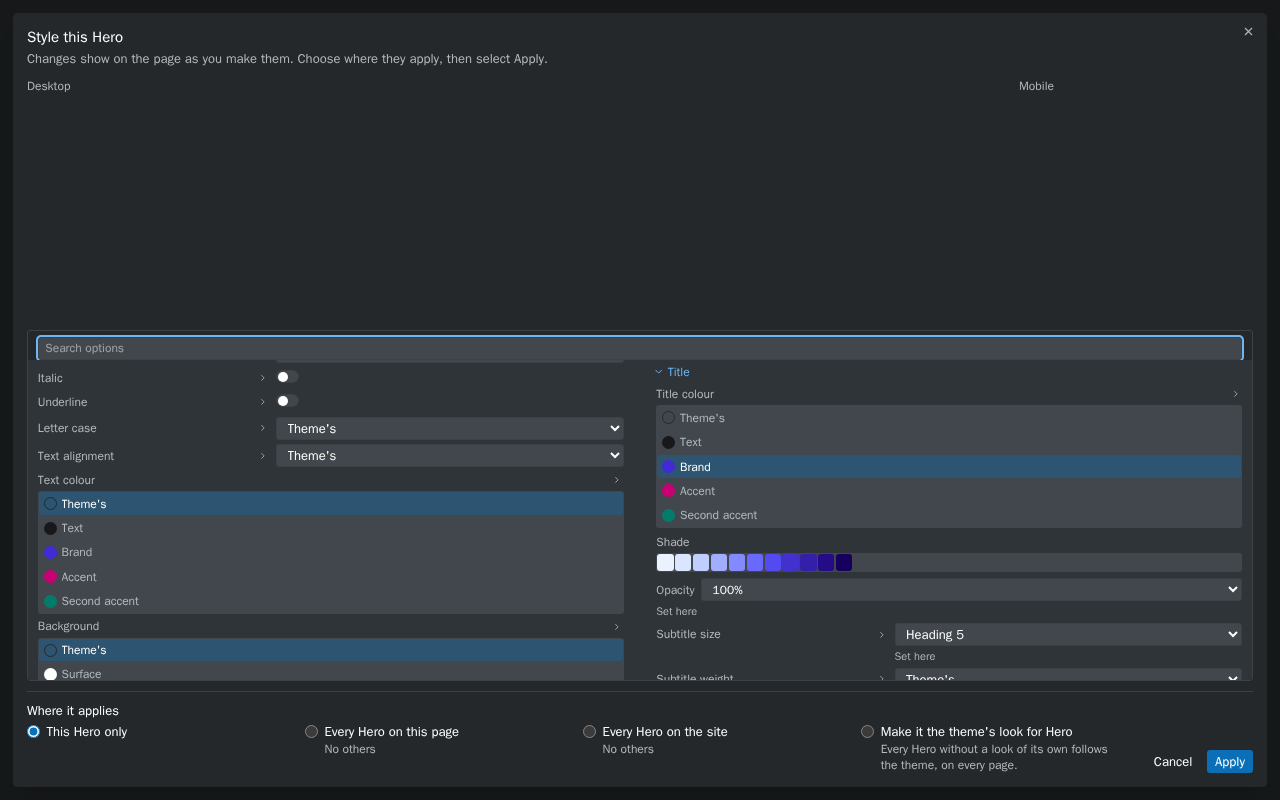 Style this Hero
Changes show on the page as you make them. Choose where they apply, then select Apply.
Desktop
Mobile
Search options
Italic
Underline
Letter case
Theme's
Text alignment
Theme's
Text colour
Theme's
Text
Brand
Accent
Second accent
Background
Theme's
Surface
Title
Title colour
Theme's
Text
Brand
Accent
Second accent
Shade
Opacity
100%
Set here
Subtitle size
Heading 5
Set here
Subtitle weight
Theme's
Where it applies
This Hero only
Every Hero on this page
No others
Every Hero on the site
No others
Make it the theme's look for Hero
Every Hero without a look of its own follows
the theme, on every page.
Cancel
Apply